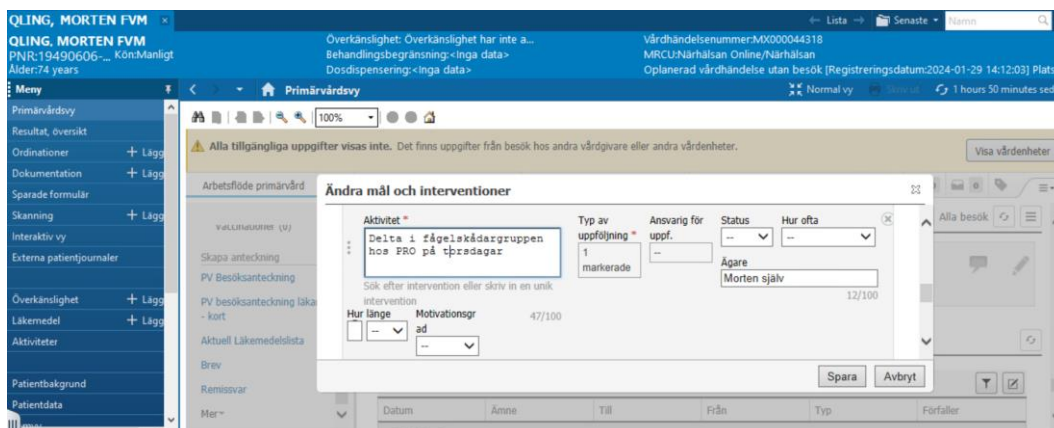 QLING, MORTEN FVM
← Lista → Senaste Namn
QLING, MORTEN FVM
PNR:19490606-... Kön:Manligt
Ålder:74 years
Överkänslighet: Överkänslighet har inte a...
Behandlingsbegränsning:<Inga data>
Dosdispensering:<Inga data>
Vårdhändelsenummer:MX000044318
MRCU:Närhälsan Online/Närhälsan
Oplanerad vårdhändelse utan besök [Registreringsdatum:2024-01-29 14:12:03] Plats
Meny
Primärvårdsvy
Normal vy Skriv ut 1 hours 50 minutes sed
Primärvårdsvy
Resultat, översikt
Ordinationer + Lägg
Dokumentation + Lägg
Sparade formulär
Skanning + Lägg
Interaktiv vy
Externa patientjournaler
Överkänslighet + Lägg
Läkemedel + Lägg
Aktiviteter
Patientbakgrund
Patientdata
100%
Alla tillgängliga uppgifter visas inte. Det finns uppgifter från besök hos andra vårdgivare eller andra vårdenheter.
Visa vårdenheter
Arbetsflöde primärvård
Alla besök
Vaccinationer (0)
Skapa anteckning
PV Besöksanteckning
PV besöksanteckning läka
- kort
Aktuell Läkemedelslista
Brev
Remissvar
Mer
Ändra mål och interventioner
Aktivitet *
Delta i fågelskådargruppen
hos PRO på torsdagar
Sök efter intervention eller skriv in en unik
intervention
47/100
Typ av
uppföljning *
1
markerade
Ansvarig för
uppf.
--
Status
--
Hur ofta
--
Ägare
Morten själv
12/100
Hur länge
--
Motivationsgr
ad
--
Spara Avbryt
Datum Ämne Till Från Typ Förfaller